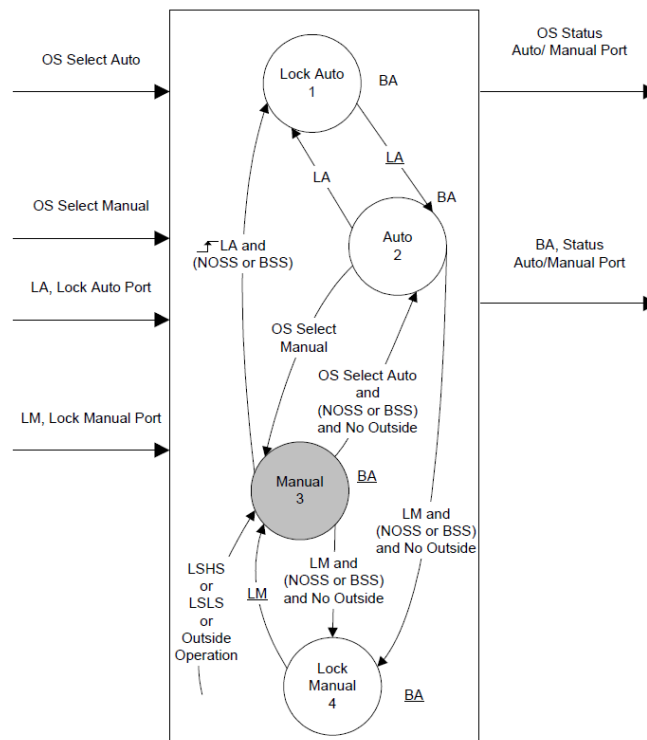 OS Select Auto
OS Select Manual
LA, Lock Auto Port
LM, Lock Manual Port
Lock Auto
1
BA
LA
LA
BA
Auto
2
LA and
(NOSS or BSS)
OS Select
Manual
OS Select Auto
and
(NOSS or BSS)
and No Outside
Manual
3
BA
LM and
(NOSS or BSS)
and No Outside
LM and
(NOSS or BSS)
and No Outside
LSHS
or
LSLS
or
Outside
Operation
LM
Lock
Manual
4
BA
OS Status
Auto/ Manual Port
BA, Status
Auto/Manual Port